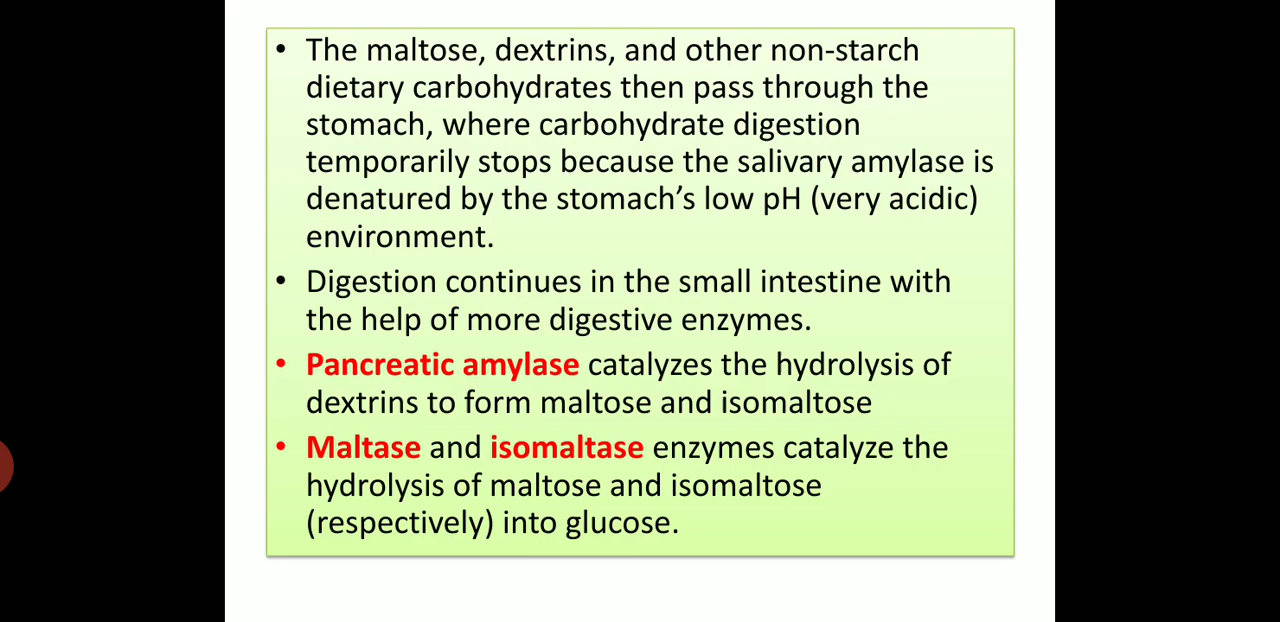 • The maltose, dextrins, and other non-starch
dietary carbohydrates then pass through the
stomach, where carbohydrate digestion
temporarily stops because the salivary amylase is
denatured by the stomach’s low pH (very acidic)
environment.
• Digestion continues in the small intestine with
the help of more digestive enzymes.
• Pancreatic amylase catalyzes the hydrolysis of
dextrins to form maltose and isomaltose
• Maltase and isomaltase enzymes catalyze the
hydrolysis of maltose and isomaltose
(respectively) into glucose.